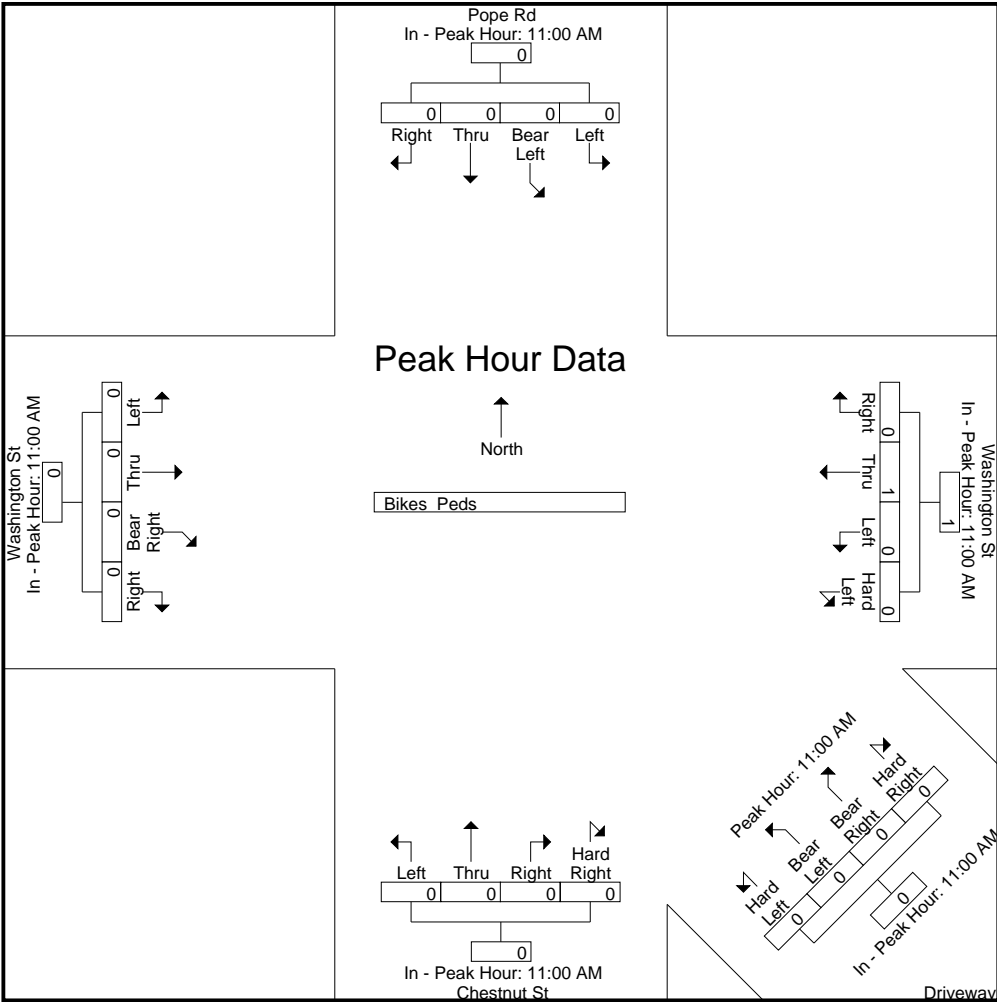 Pope Rd
In - Peak Hour: 11:00 AM
0
0 0 0 0
Right Thru Bear Left Left
Peak Hour Data
North
Bikes Peds
Washington St
In - Peak Hour: 11:00 AM
0
0 0 0 0
Left Thru Bear Right Right
Washington St
In - Peak Hour: 11:00 AM
1
0 1 0 0
Right Thru Left Hard Left
Peak Hour: 11:00 AM
Hard Left Bear Left Bear Right Hard Right
0 0 0 0
0
In - Peak Hour: 11:00 AM
Driveway
Left Thru Right Hard Right
0 0 0 0
0
In - Peak Hour: 11:00 AM
Chestnut St